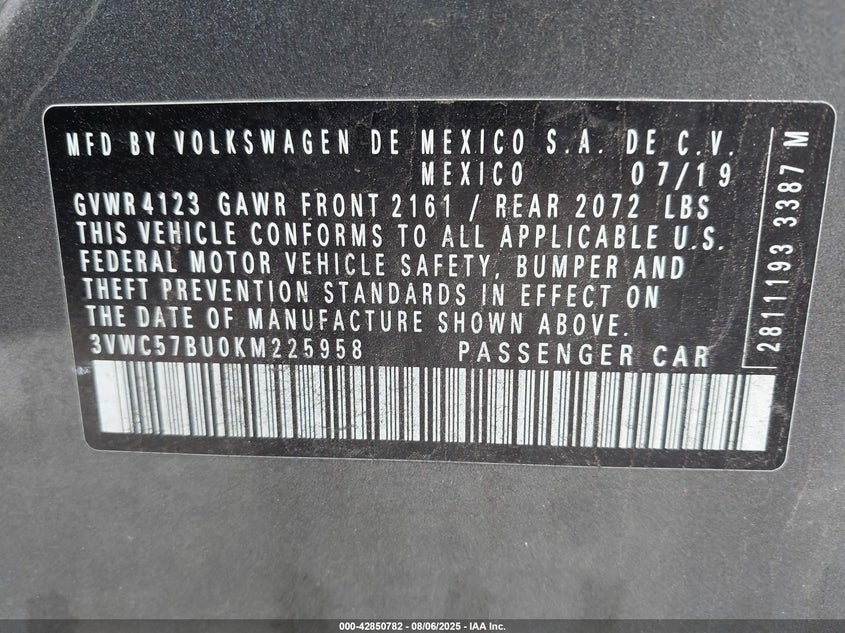 MFD BY VOLKSWAGEN DE MEXICO S.A. DE C.V.
MEXICO 07/19
GVWR 4123 GAWR FRONT 2161 / REAR 2072 LBS
THIS VEHICLE CONFORMS TO ALL APPLICABLE U.S.
FEDERAL MOTOR VEHICLE SAFETY, BUMPER AND
THEFT PREVENTION STANDARDS IN EFFECT ON
THE DATE OF MANUFACTURE SHOWN ABOVE.
3VWC57BU0KM225958 PASSENGER CAR
2811193 3387 M
000-42850782 - 08/06/2025 - IAA Inc.